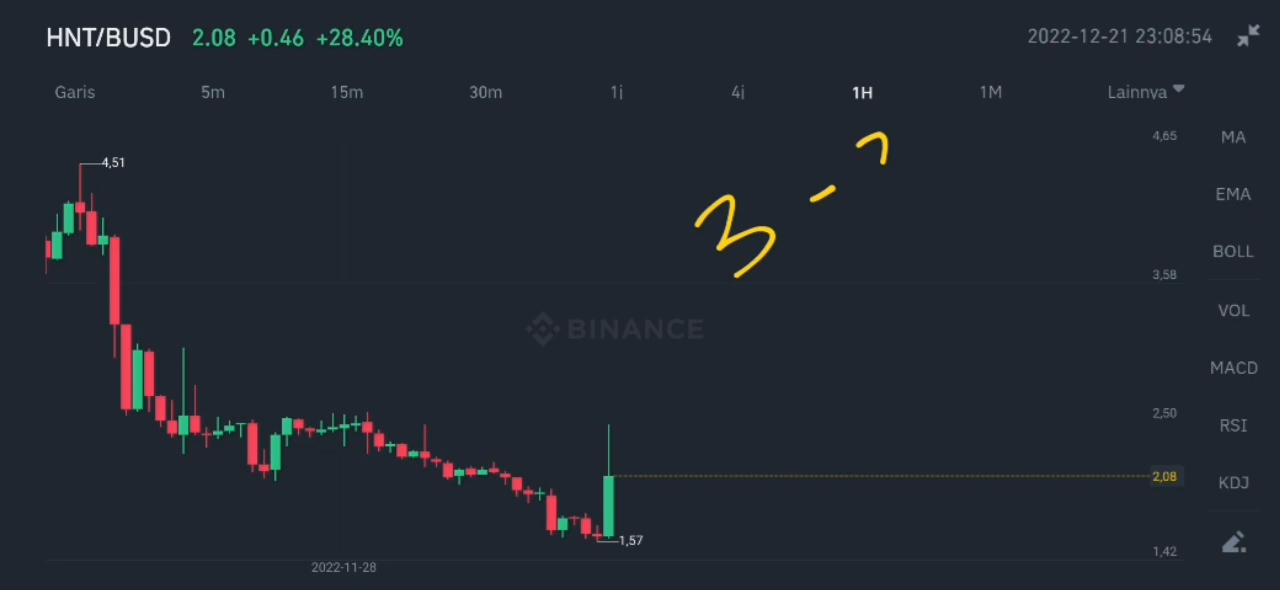 HNT/BUSD 2.08 +0.46 +28.40% 2022-12-21 23:08:54
Garis 5m 15m 30m 1j 4j 1H 1M Lainnya
4,65 MA
4,51
EMA
BOLL
3,58
3 -
VOL
BINANCE
MACD
2,50
RSI
2,08
KDJ
1,57
1,42
2022-11-28